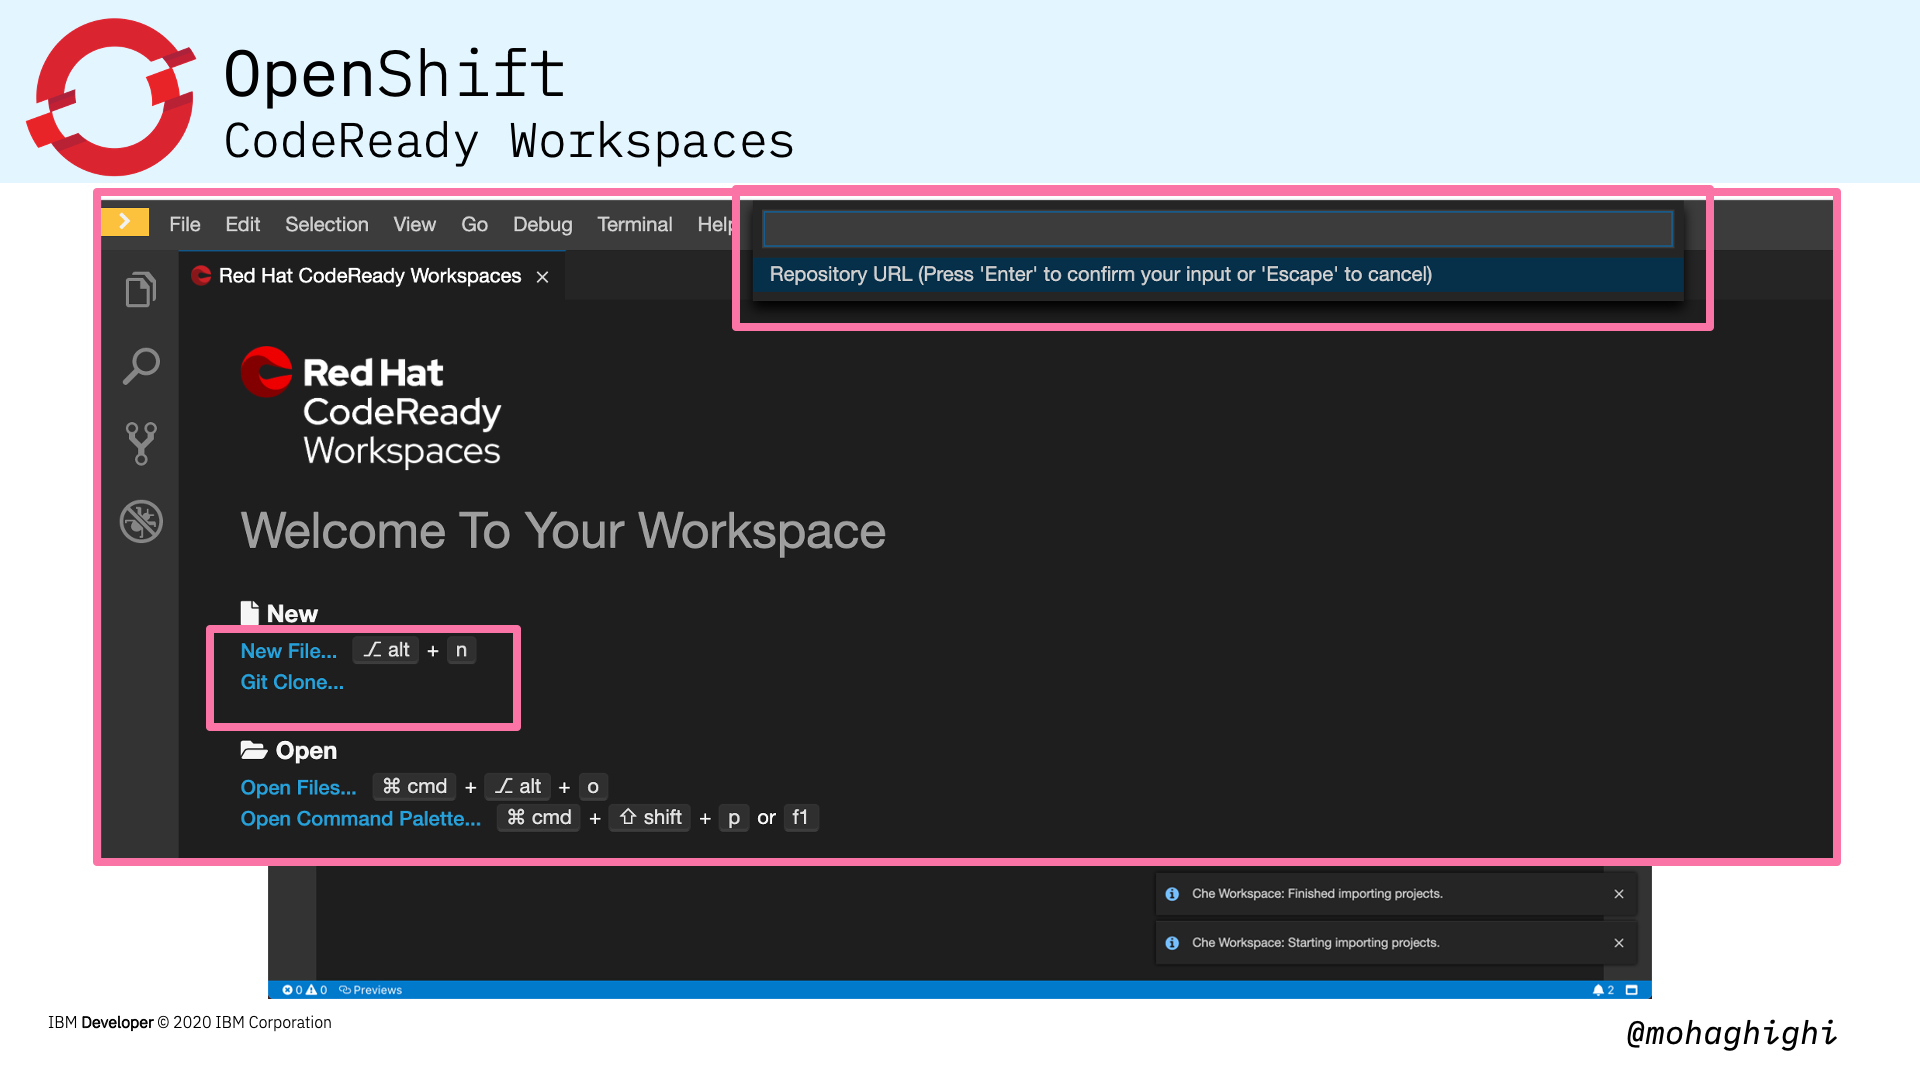 OpenShift
CodeReady Workspaces
File Edit Selection View Go Debug Terminal Help
Repository URL (Press 'Enter' to confirm your input or 'Escape' to cancel)
Red Hat CodeReady Workspaces
Red Hat
CodeReady
Workspaces
Welcome To Your Workspace
New
New File... ⌥ alt + n
Git Clone...
Open
Open Files... ⌘ cmd + ⌥ alt + o
Open Command Palette... ⌘ cmd + ⇧ shift + p or f1
Che Workspace: Finished importing projects.
Che Workspace: Starting importing projects.
0 0 Previews 2
IBM Developer © 2020 IBM Corporation
@mohaghighi